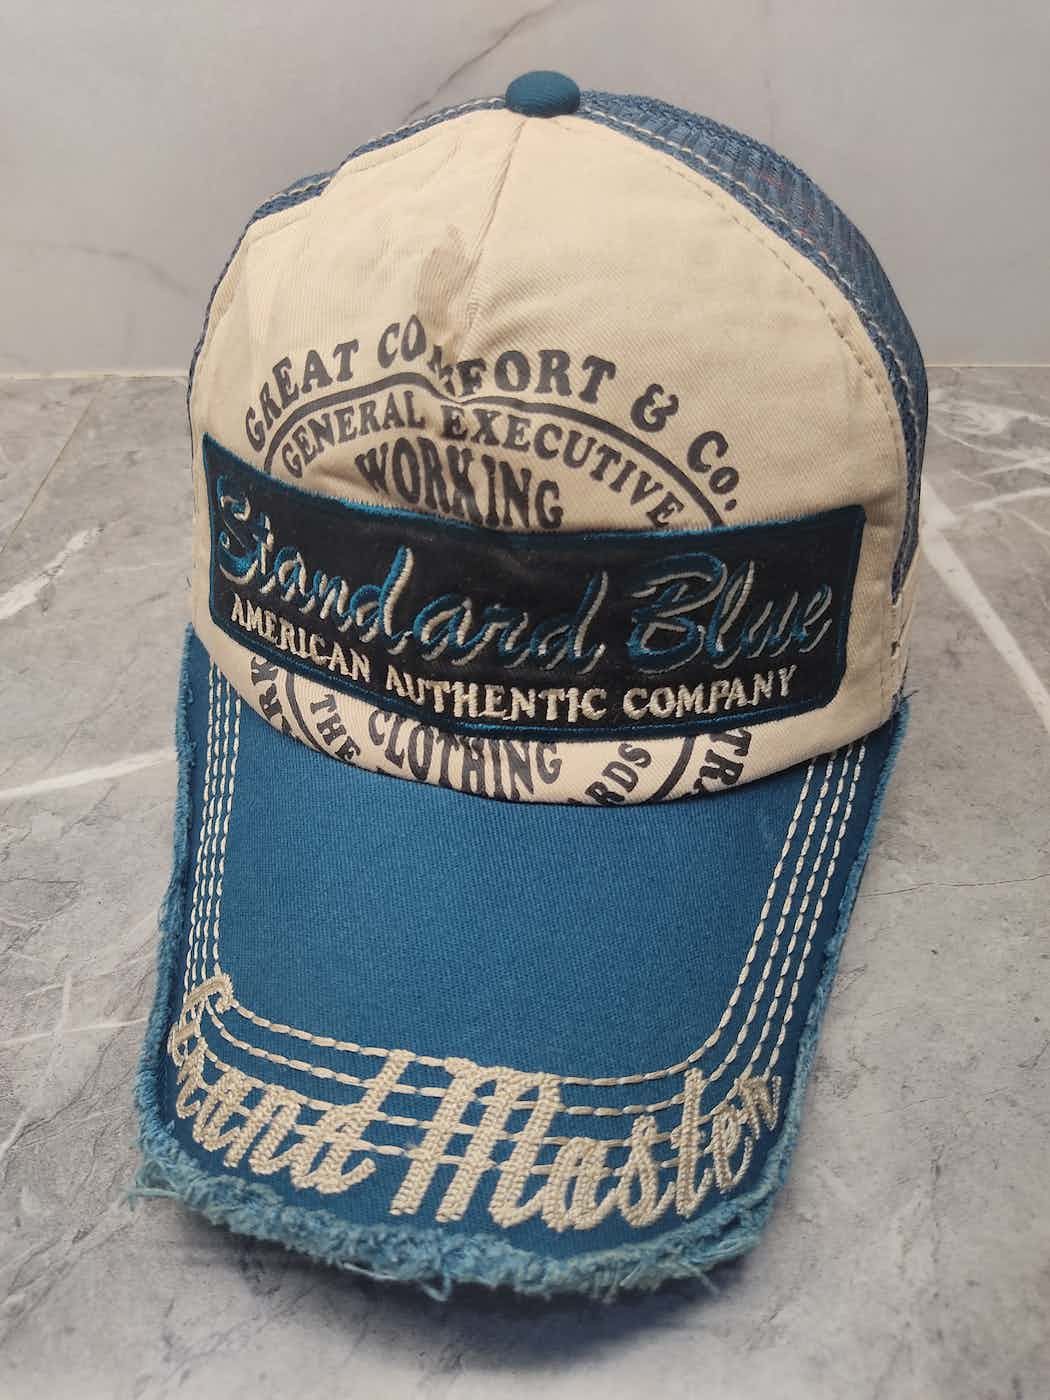 GREAT COMFORT & CO.
GENERAL EXECUTIVE
WORKING
Standard Blue
AMERICAN AUTHENTIC COMPANY
CLOTHING
THE
Grand Master